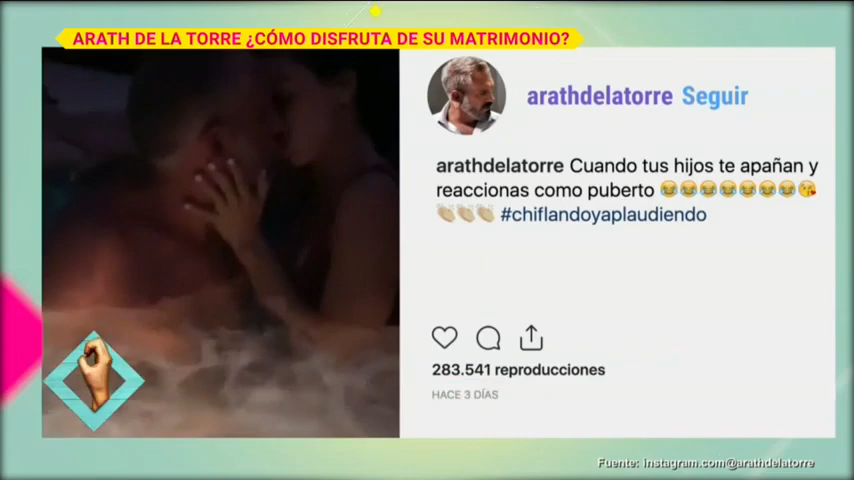 ARATH DE LA TORRE ¿CÓMO DISFRUTA DE SU MATRIMONIO?
arathdelatorre Seguir
arathdelatorre Cuando tus hijos te apañan y
reaccionas como puberto 😂😂😂😂😂😂😂😘
👏🏼👏🏼👏🏼 #chiflandoyaplaudiendo
283.541 reproducciones
HACE 3 DÍAS
Fuente: Instagram.com@arathdelatorre